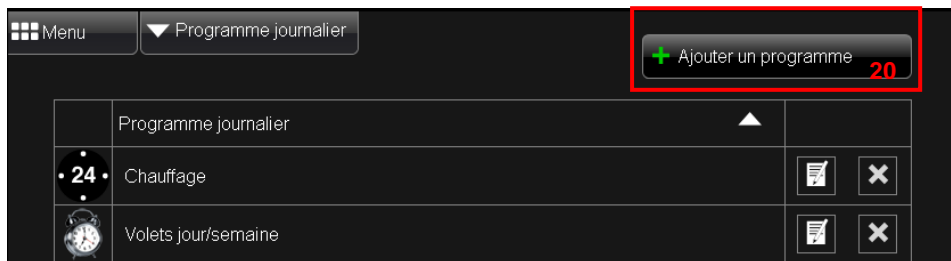 Menu
Programme journalier
Ajouter un programme
20
Programme journalier
24
Chauffage
Volets jour/semaine